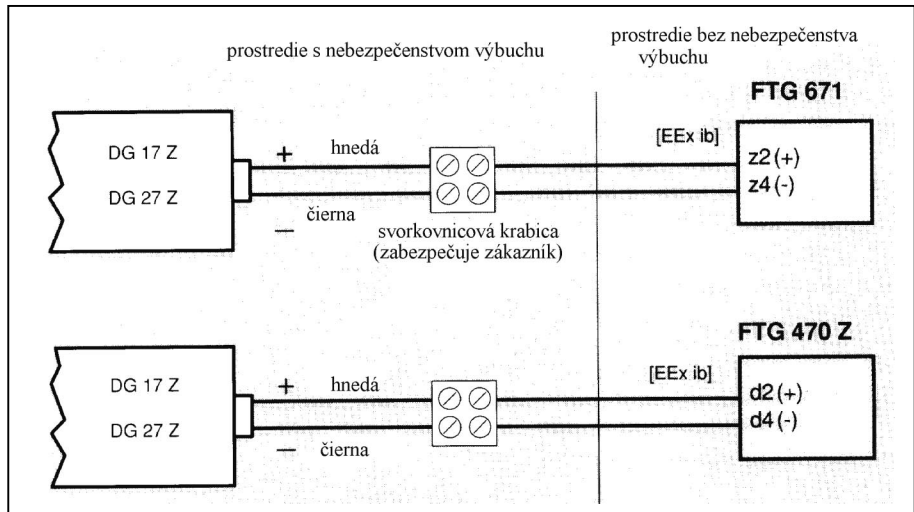 prostredie s nebezpečenstvom výbuchu
prostredie bez nebezpečenstva
výbuchu
FTG 671
DG 17 Z
DG 27 Z
+
hnedá
[EEx ib]
z2 (+)
z4 (-)
—
čierna
svorkovnicová krabica
(zabezpečuje zákazník)
FTG 470 Z
DG 17 Z
DG 27 Z
+
hnedá
[EEx ib]
d2 (+)
d4 (-)
—
čierna